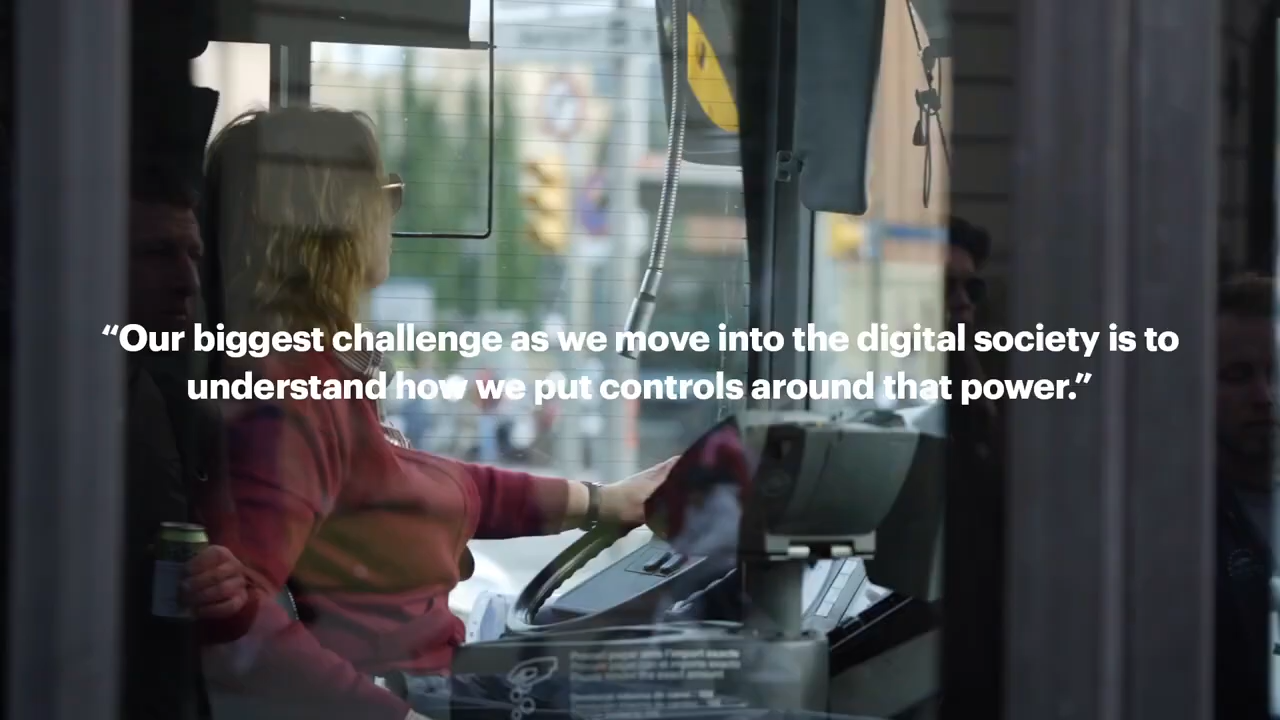 “Our biggest challenge as we move into the digital society is to
understand how we put controls around that power.”